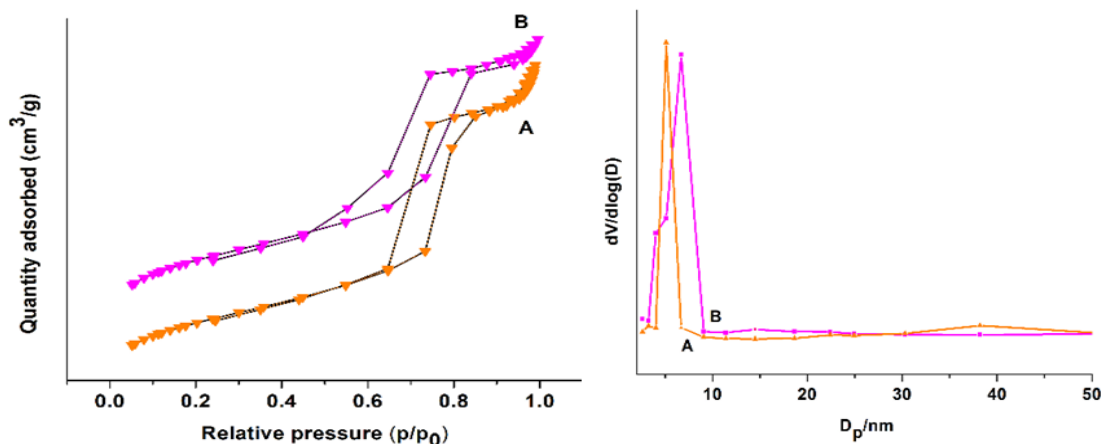 B
A
Quantity adsorbed (cm³/g)
0.0 0.2 0.4 0.6 0.8 1.0
Relative pressure (p/p₀)
dV/dlog(D)
B
A
10 20 30 40 50
Dₚ/nm